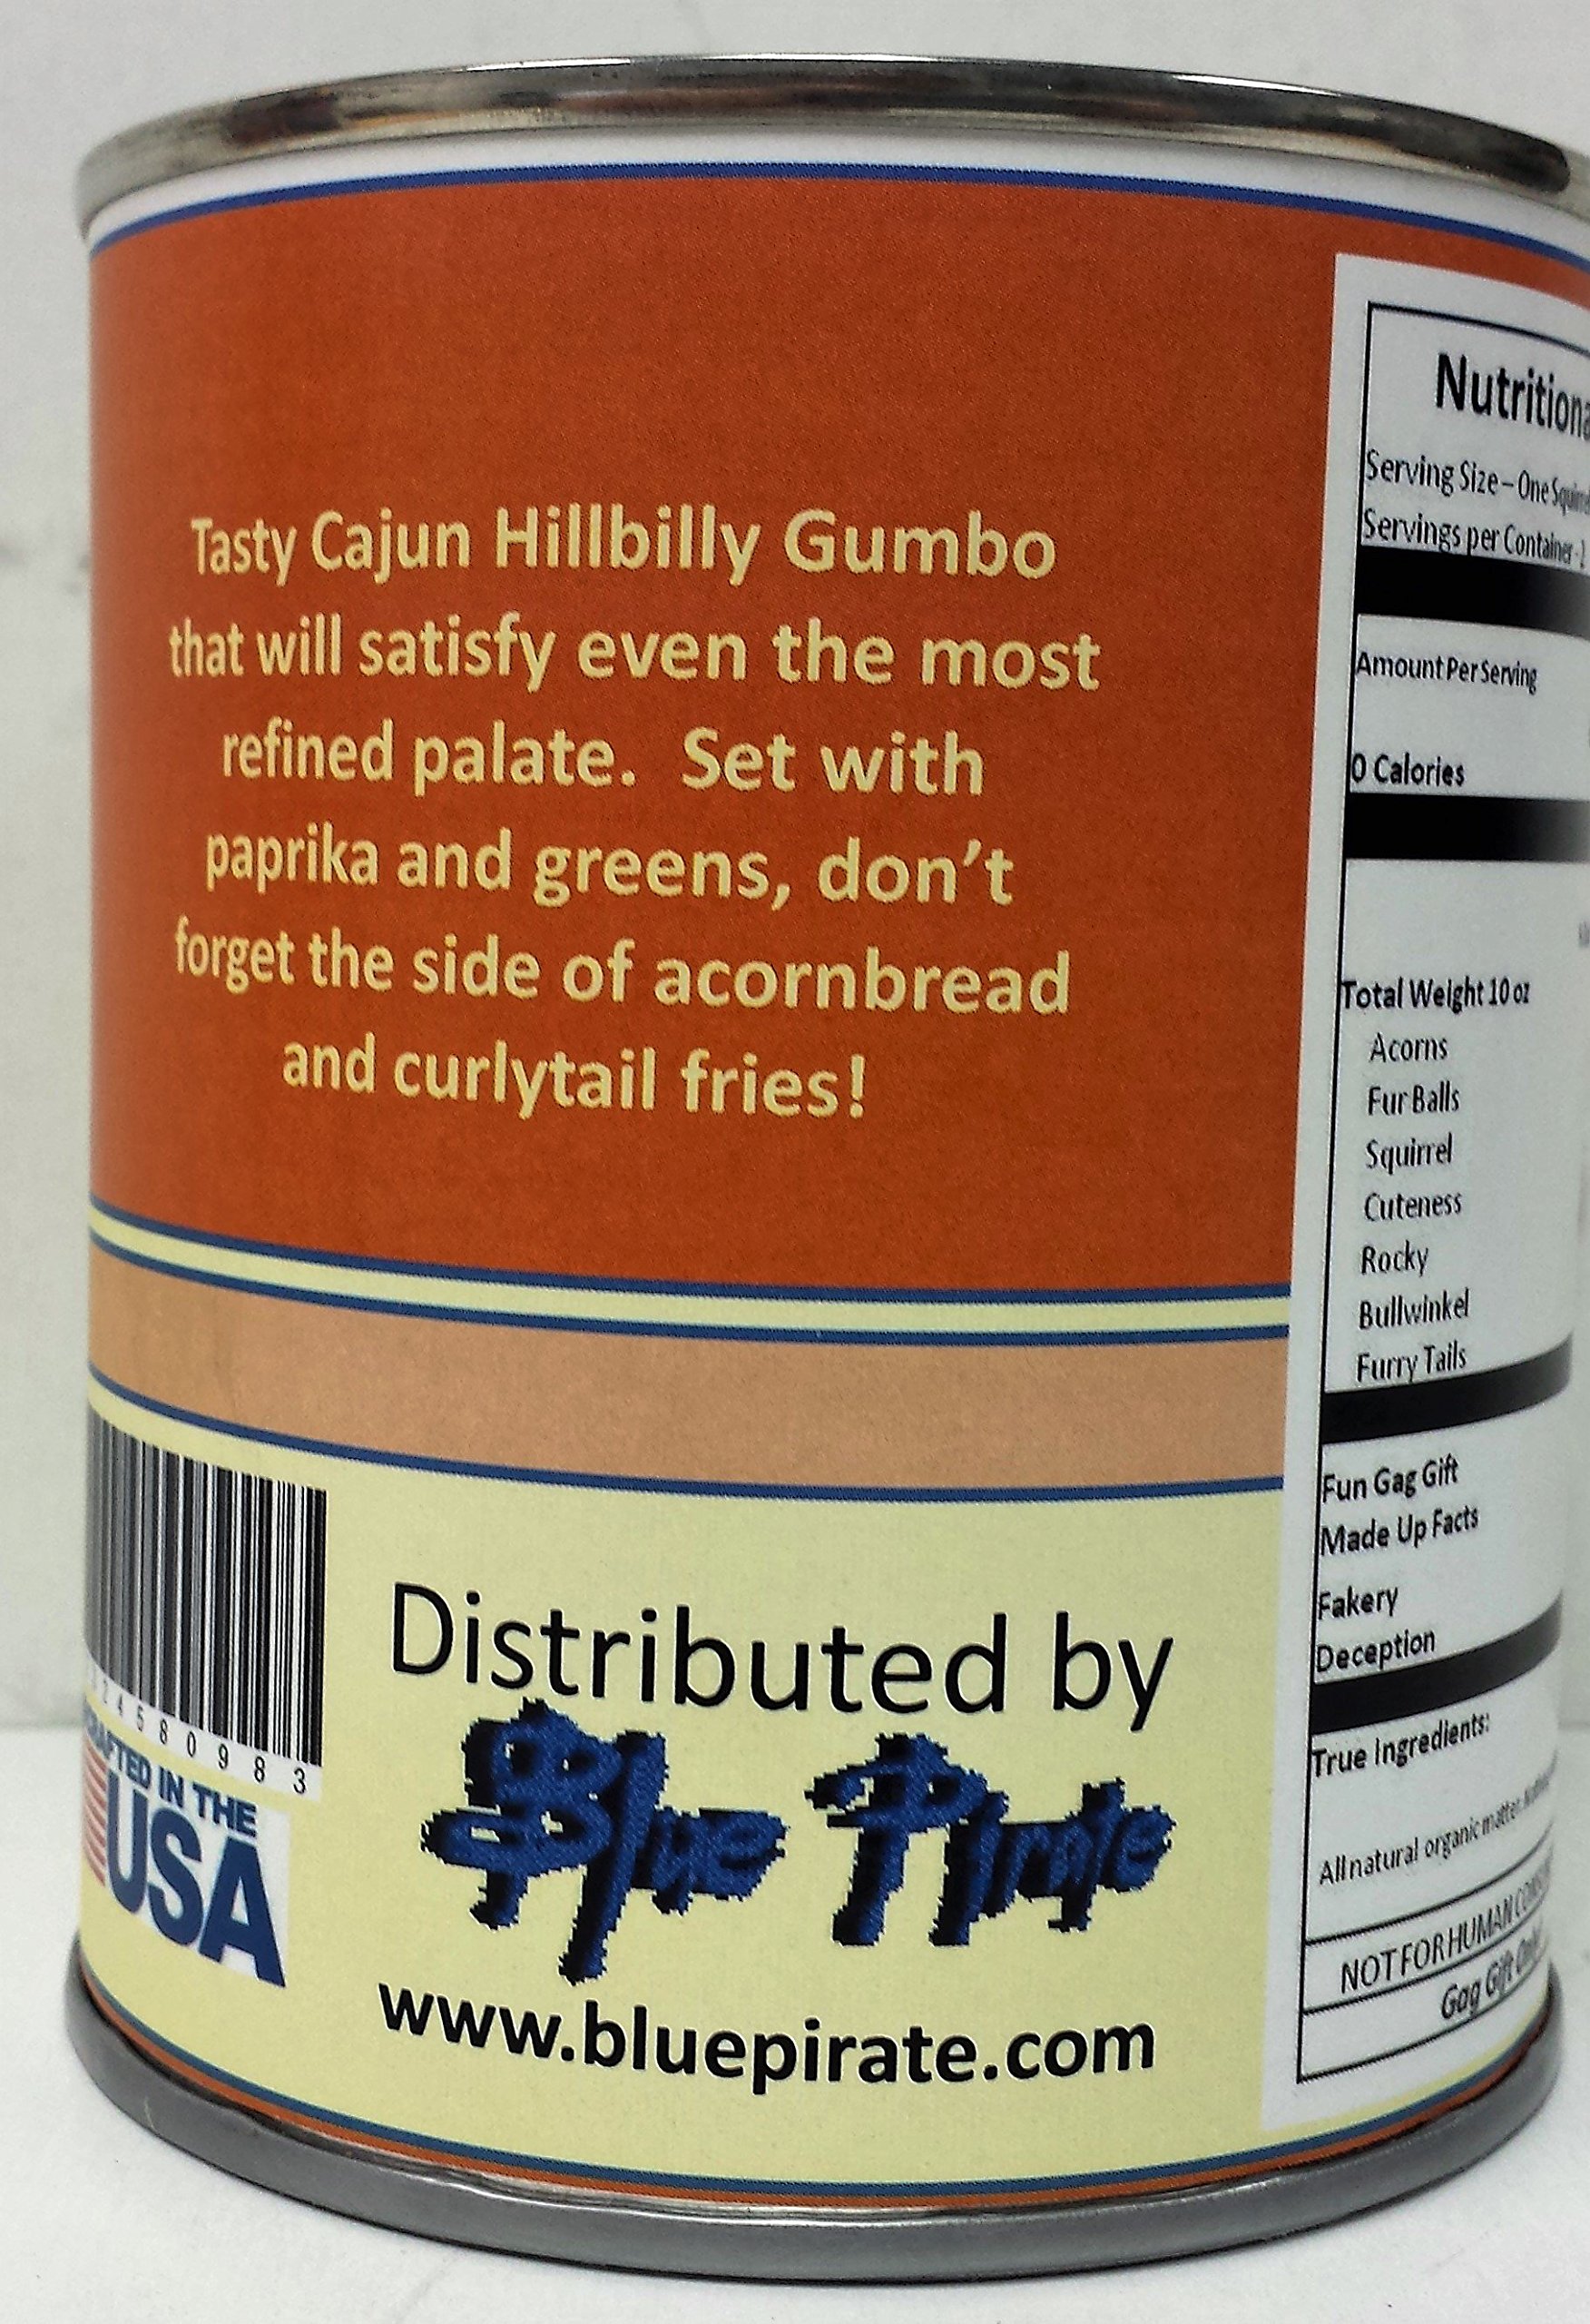 Tasty Cajun Hillbilly Gumbo
that will satisfy even the most
refined palate. Set with
paprika and greens, don't
forget the side of acornbread
and curlytail fries!
4580983
CRAFTED IN THE
USA
Distributed by
Blue Pirate
www.bluepirate.com
Serving Size – One
Servings per Container - 1
Amount Per Serving
0 Calories
Total Weight 10 oz
Acorns
Fur Balls
Squirrel
Cuteness
Rocky
Bullwinkel
Furry Tails
Fun Gag Gift
Made Up Facts
Fakery
Deception
True Ingredients:
All natural organic matter.
NOT FOR HUMAN
Gag Gift Only